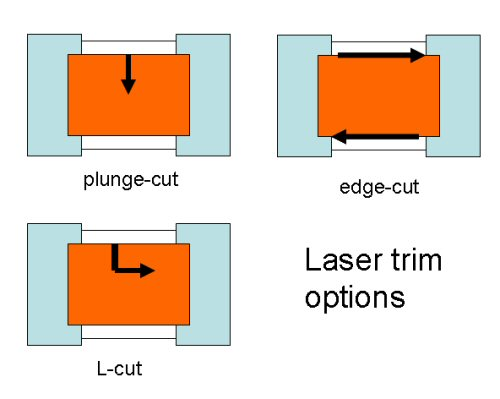 plunge-cut
edge-cut
L-cut
Laser trim
options